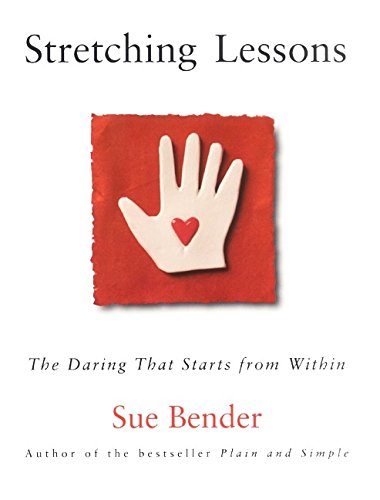 Stretching Lessons
The Daring That Starts from Within
Sue Bender
Author of the bestseller Plain and Simple